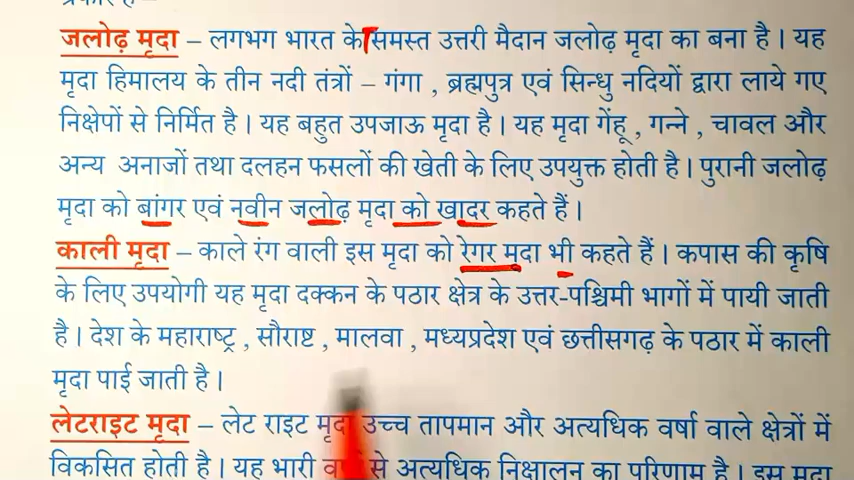 जलोढ़ मृदा – लगभग भारत के समस्त उत्तरी मैदान जलोढ़ मृदा का बना है। यह
मृदा हिमालय के तीन नदी तंत्रों – गंगा , ब्रह्मपुत्र एवं सिन्धु नदियों द्वारा लाये गए
निक्षेपों से निर्मित है। यह बहुत उपजाऊ मृदा है। यह मृदा गेंहू , गन्ने , चावल और
अन्य अनाजों तथा दलहन फसलों की खेती के लिए उपयुक्त होती है। पुरानी जलोढ़
मृदा को बांगर एवं नवीन जलोढ़ मृदा को खादर कहते हैं।
काली मृदा – काले रंग वाली इस मृदा को रेगर मृदा भी कहते हैं। कपास की कृषि
के लिए उपयोगी यह मृदा दक्कन के पठार क्षेत्र के उत्तर-पश्चिमी भागों में पायी जाती
है। देश के महाराष्ट्र , सौराष्ट , मालवा , मध्यप्रदेश एवं छत्तीसगढ़ के पठार में काली
मृदा पाई जाती है।
लेटराइट मृदा – लेट राइट मृदा उच्च तापमान और अत्यधिक वर्षा वाले क्षेत्रों में
विकसित होती है। यह भारी से अत्यधिक निक्षालन का परिणाम है। इस मृदा